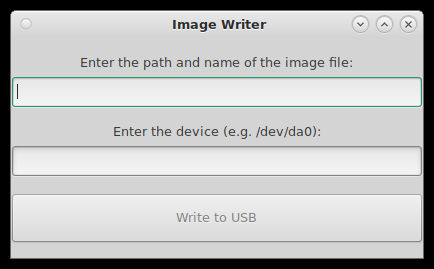 Image Writer
Enter the path and name of the image file:
Enter the device (e.g. /dev/da0):
Write to USB